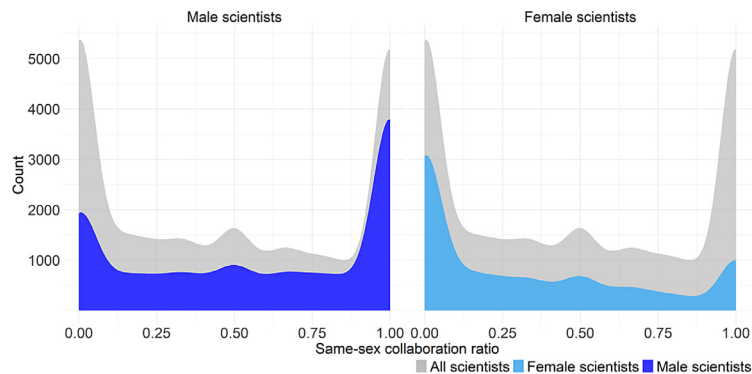 Male scientists
Female scientists
Count
5000
4000
3000
2000
1000
0.00
0.25
0.50
0.75
1.00
0.00
0.25
0.50
0.75
1.00
Same-sex collaboration ratio
All scientists
Female scientists
Male scientists